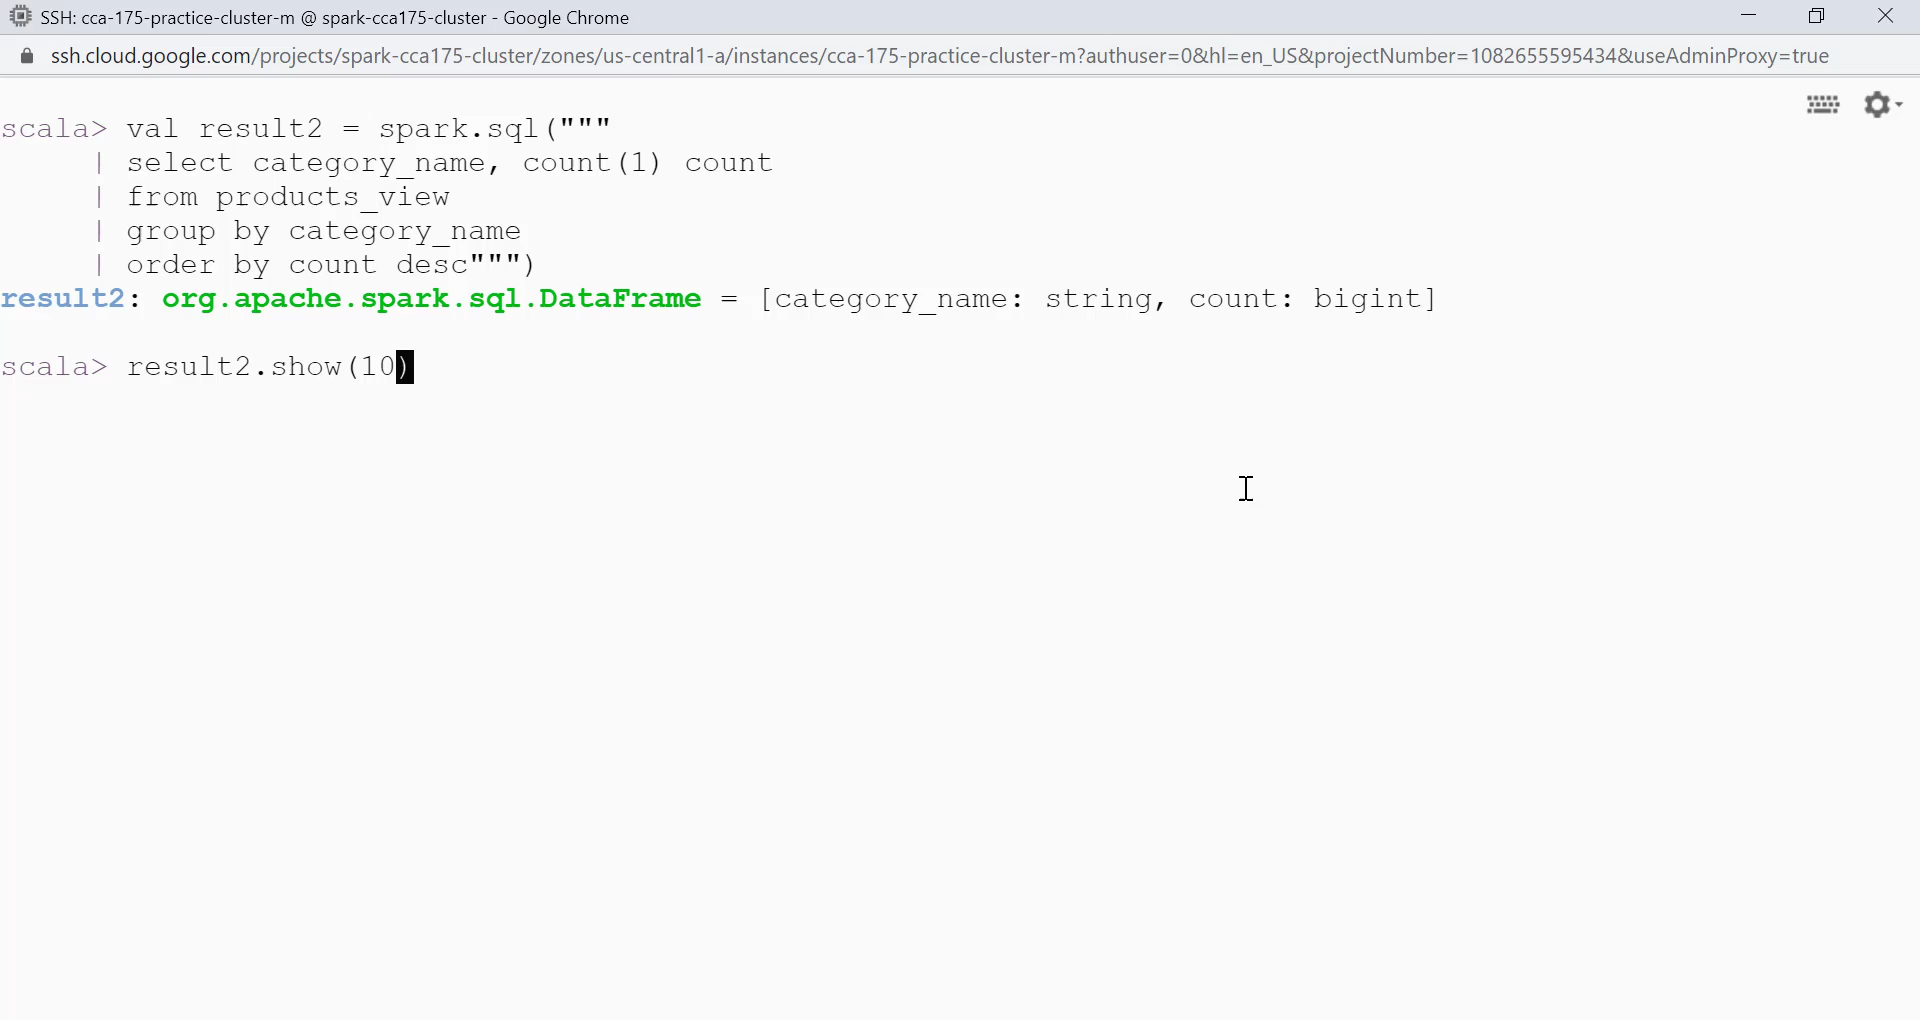 SSH: cca-175-practice-cluster-m @ spark-cca175-cluster - Google Chrome
ssh.cloud.google.com/projects/spark-cca175-cluster/zones/us-central1-a/instances/cca-175-practice-cluster-m?authuser=0&hl=en_US&projectNumber=1082655595434&useAdminProxy=true
scala> val result2 = spark.sql("""
| select category_name, count(1) count
| from products_view
| group by category_name
| order by count desc""")
result2: org.apache.spark.sql.DataFrame = [category_name: string, count: bigint]
scala> result2.show(10)